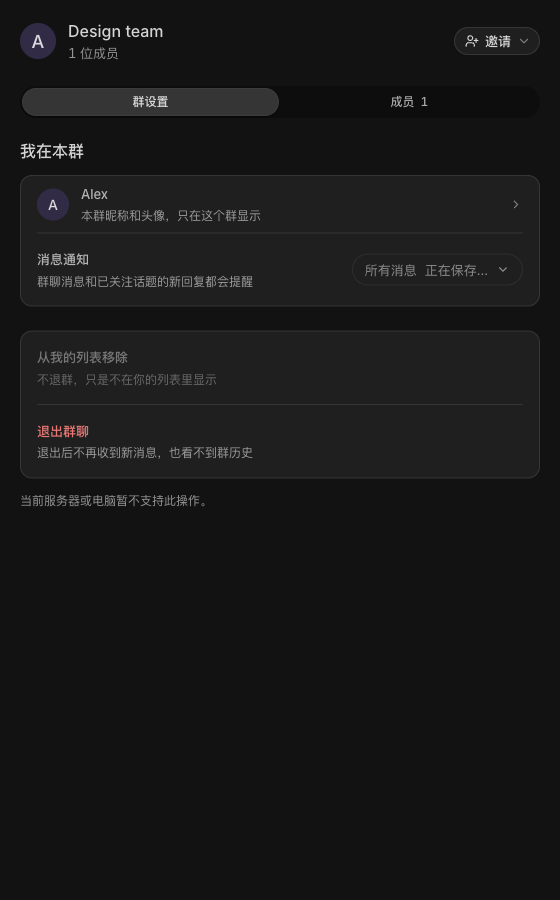 A
Design team
1 位成员
邀请
群设置
成员 1
我在本群
A
Alex
本群昵称和头像，只在这个群显示
消息通知
群聊消息和已关注话题的新回复都会提醒
所有消息 正在保存...
从我的列表移除
不退群，只是不在你的列表里显示
退出群聊
退出后不再收到新消息，也看不到群历史
当前服务器或电脑暂不支持此操作。